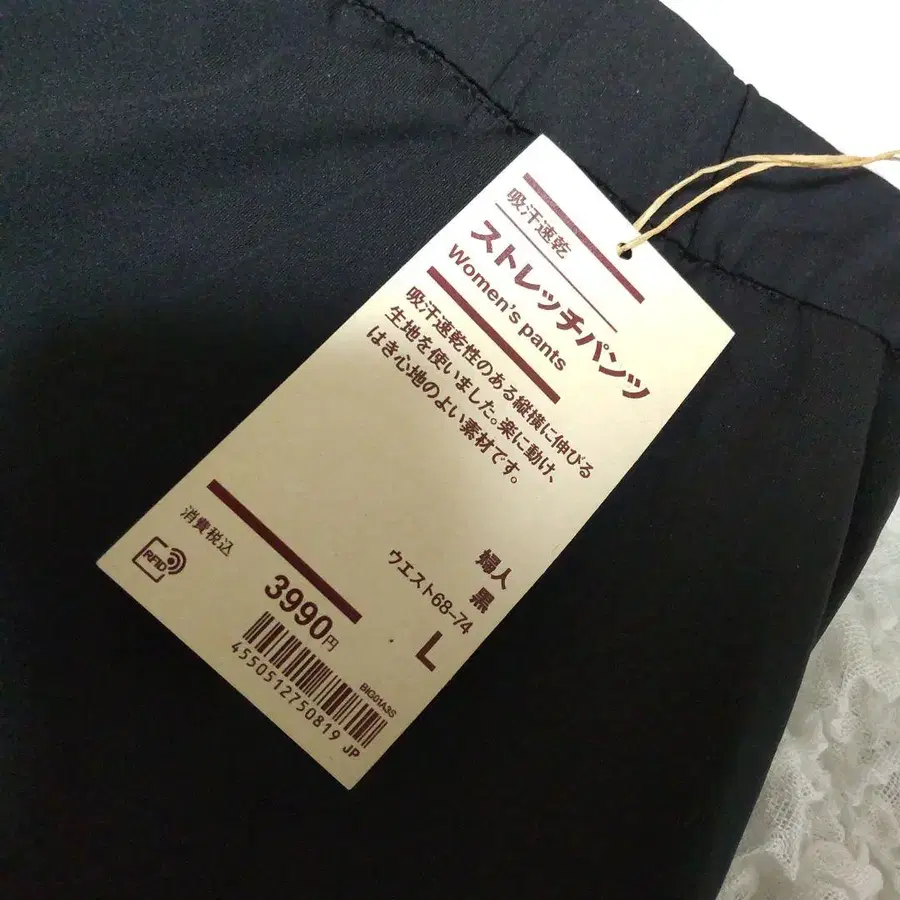 吸汗速乾
ストレッチパンツ
Women's pants
吸汗速乾性のある縦横に伸びる
生地を使いました。楽に動け、
はき心地のよい素材です。
婦人
黒
ウエスト68-74
L
消費税込
RFID
3990円
BIG01A3S
4550512750819 JP